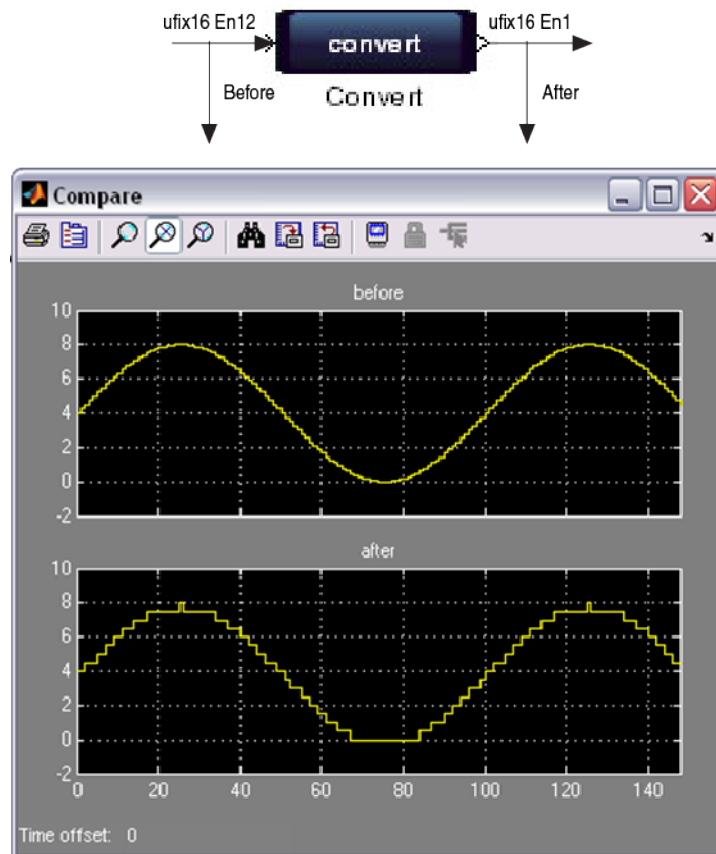 ufix16 En12
convert
ufix16 En1
Before
Convert
After
Compare
before
10
8
6
4
2
0
-2
after
10
8
6
4
2
0
-2
0 20 40 60 80 100 120 140
Time offset: 0